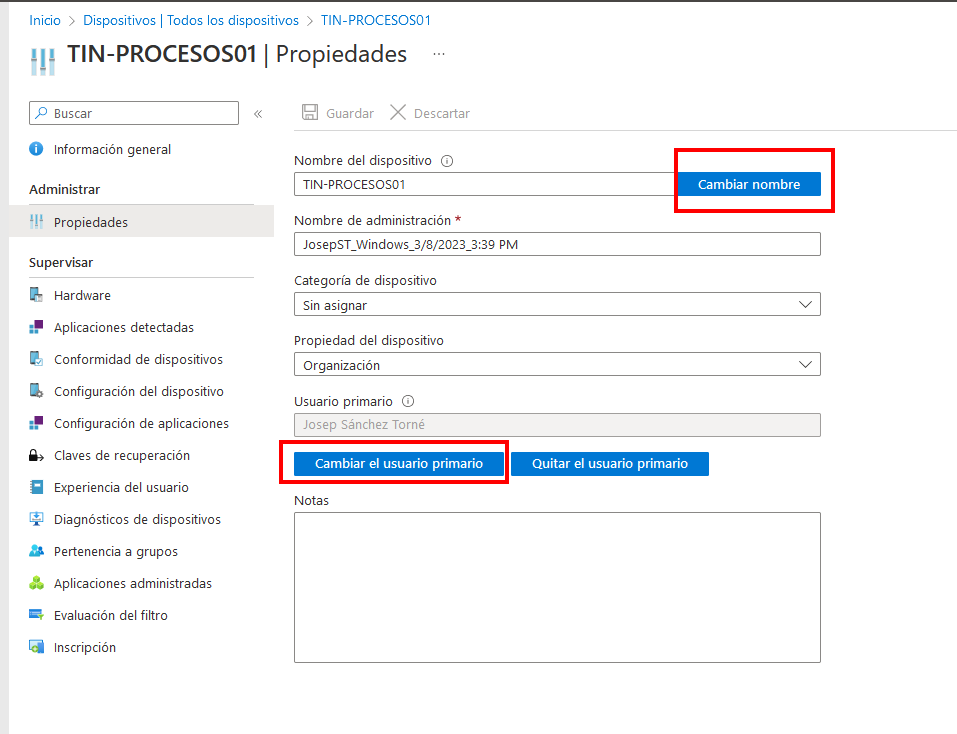 Inicio > Dispositivos | Todos los dispositivos > TIN-PROCESOS01
TIN-PROCESOS01 | Propiedades ...
Buscar
«
Información general
Administrar
Propiedades
Supervisar
Hardware
Aplicaciones detectadas
Conformidad de dispositivos
Configuración del dispositivo
Configuración de aplicaciones
Claves de recuperación
Experiencia del usuario
Diagnósticos de dispositivos
Pertenencia a grupos
Aplicaciones administradas
Evaluación del filtro
Inscripción
Guardar Descartar
Nombre del dispositivo
TIN-PROCESOS01 Cambiar nombre
Nombre de administración *
JosepST_Windows_3/8/2023_3:39 PM
Categoría de dispositivo
Sin asignar
Propiedad del dispositivo
Organización
Usuario primario
Josep Sánchez Torné
Cambiar el usuario primario Quitar el usuario primario
Notas